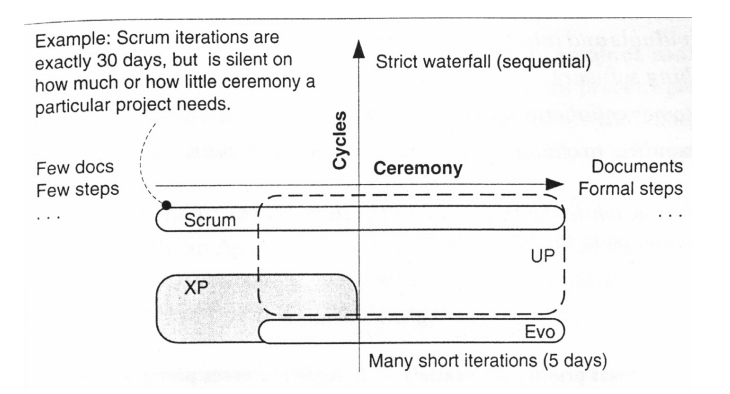 Example: Scrum iterations are
exactly 30 days, but is silent on
how much or how little ceremony a
particular project needs.
Strict waterfall (sequential)
Cycles
Ceremony
Few docs
Few steps
. . .
Documents
Formal steps
. . .
Scrum
UP
XP
Evo
Many short iterations (5 days)